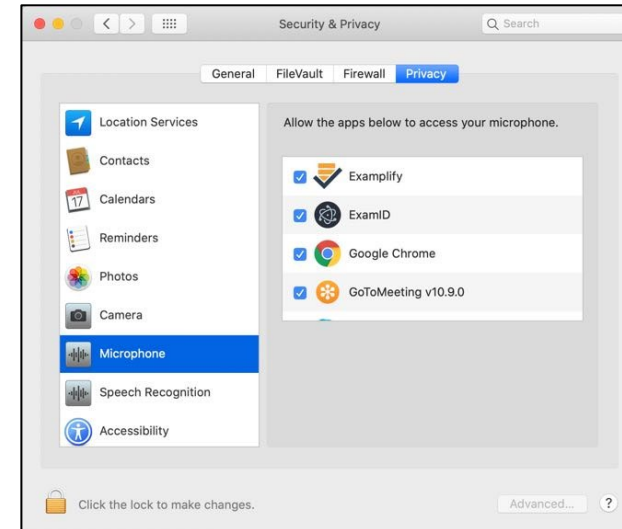 Security & Privacy
Search
General FileVault Firewall Privacy
Location Services
Contacts
JUL
17
Calendars
Reminders
Photos
Camera
Microphone
Speech Recognition
Accessibility
Allow the apps below to access your microphone.
Examplify
ExamID
Google Chrome
GoToMeeting v10.9.0
Click the lock to make changes.
Advanced...
?